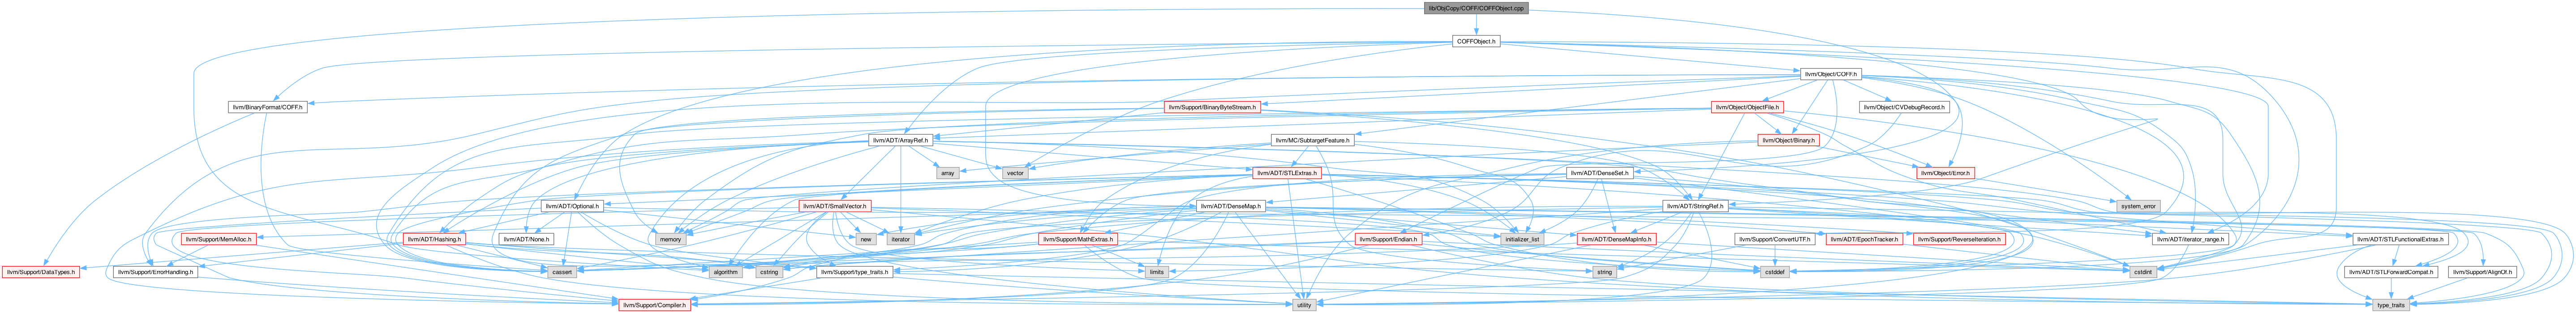 lib/ObjCopy/COFF/COFFObject.cpp
COFFObject.h
llvm/Object/COFF.h
llvm/BinaryFormat/COFF.h
llvm/Support/BinaryByteStream.h
llvm/Object/ObjectFile.h
llvm/Object/CVDebugRecord.h
llvm/ADT/ArrayRef.h
llvm/MC/SubtargetFeature.h
llvm/Object/Binary.h
array
vector
llvm/ADT/STLExtras.h
llvm/ADT/DenseSet.h
llvm/Object/Error.h
llvm/ADT/Optional.h
llvm/ADT/SmallVector.h
llvm/ADT/DenseMap.h
llvm/ADT/StringRef.h
system_error
llvm/Support/MemAlloc.h
llvm/ADT/Hashing.h
llvm/ADT/None.h
memory
new
iterator
llvm/Support/MathExtras.h
llvm/Support/Endian.h
initializer_list
llvm/ADT/DenseMapInfo.h
llvm/Support/ConvertUTF.h
llvm/ADT/EpochTracker.h
llvm/Support/ReverseIteration.h
llvm/ADT/iterator_range.h
llvm/ADT/STLFunctionalExtras.h
llvm/Support/DataTypes.h
llvm/Support/ErrorHandling.h
cassert
algorithm
cstring
llvm/Support/type_traits.h
limits
string
cstddef
cstdint
llvm/ADT/STLForwardCompat.h
llvm/Support/AlignOf.h
llvm/Support/Compiler.h
utility
type_traits